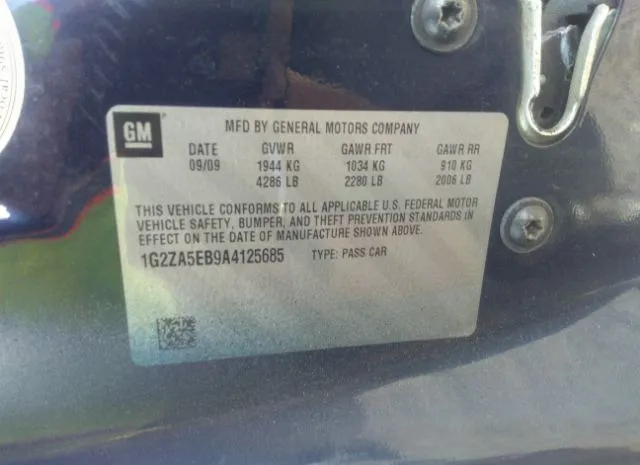 GM
MFD BY GENERAL MOTORS COMPANY
DATE GVWR GAWR FRT GAWR RR
09/09 1944 KG 1034 KG 910 KG
4286 LB 2280 LB 2006 LB
THIS VEHICLE CONFORMS TO ALL APPLICABLE U.S. FEDERAL MOTOR
VEHICLE SAFETY, BUMPER, AND THEFT PREVENTION STANDARDS IN
EFFECT ON THE DATE OF MANUFACTURE SHOWN ABOVE.
1G2ZA5EB9A4125685 TYPE: PASS CAR